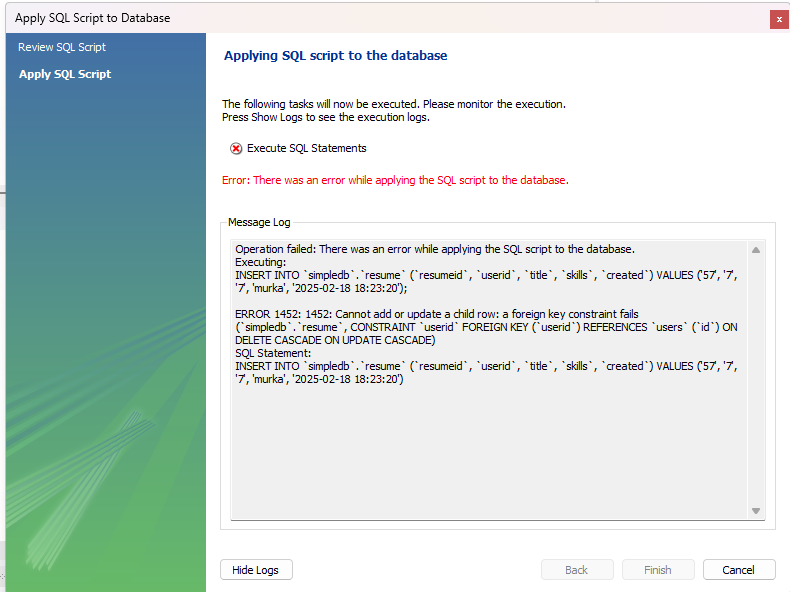 Apply SQL Script to Database
x
Review SQL Script
Apply SQL Script
Applying SQL script to the database
The following tasks will now be executed. Please monitor the execution.
Press Show Logs to see the execution logs.
Execute SQL Statements
Error: There was an error while applying the SQL script to the database.
Message Log
Operation failed: There was an error while applying the SQL script to the database.
Executing:
INSERT INTO `simpledb`.`resume` (`resumeid`, `userid`, `title`, `skills`, `created`) VALUES ('57', '7',
'7', 'murka', '2025-02-18 18:23:20');
ERROR 1452: 1452: Cannot add or update a child row: a foreign key constraint fails
(`simpledb`.`resume`, CONSTRAINT `userid` FOREIGN KEY (`userid`) REFERENCES `users` (`id`) ON
DELETE CASCADE ON UPDATE CASCADE)
SQL Statement:
INSERT INTO `simpledb`.`resume` (`resumeid`, `userid`, `title`, `skills`, `created`) VALUES ('57', '7',
'7', 'murka', '2025-02-18 18:23:20')
Hide Logs
Back
Finish
Cancel